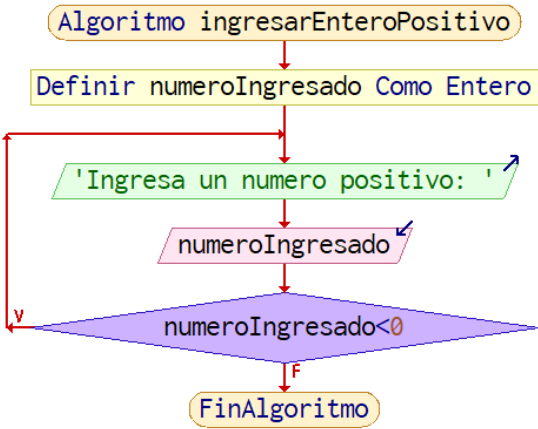 Algoritmo ingresarEnteroPositivo
Definir numeroIngresado Como Entero
'Ingresa un numero positivo: '
numeroIngresado
numeroIngresado<0
V
F
FinAlgoritmo